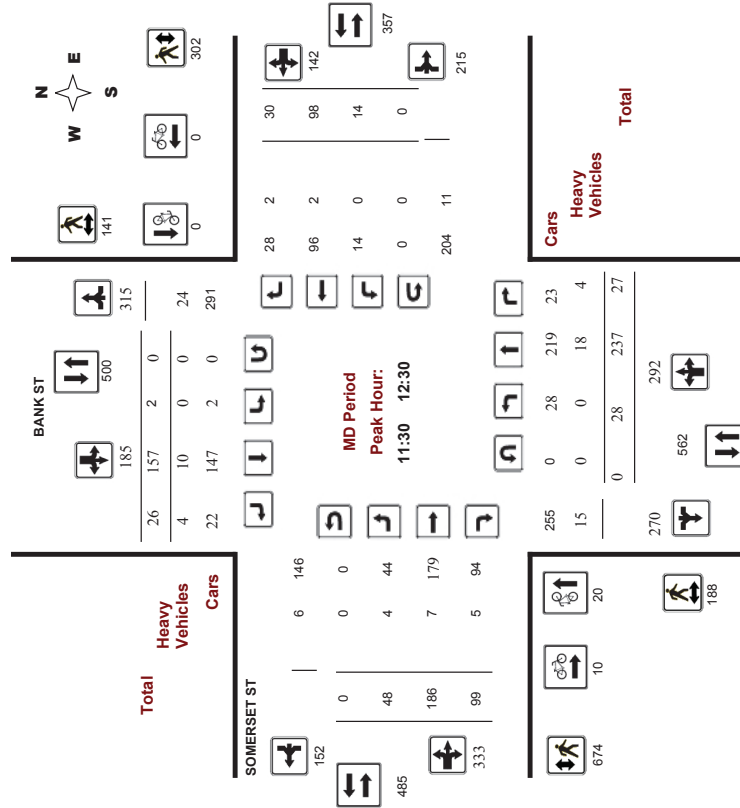 N
W E
S
357
302
142
141
0
0
215
BANK ST
500
185
315
26 157 2 0
4 10 0 0 24
22 147 2 0 291
28 2 30
96 2 98
14 0 14
0 0 0
204 11
MD Period
Peak Hour:
11:30 12:30
Total
Heavy
Vehicles
Cars
Cars
Heavy
Vehicles
Total
SOMERSET ST
6 146
0 0 0
48 4 44
186 7 179
99 5 94
152
485
333
255 0 28 219 23
15 0 0 18 4
0 28 237 27
270
562
292
20
10
188
674